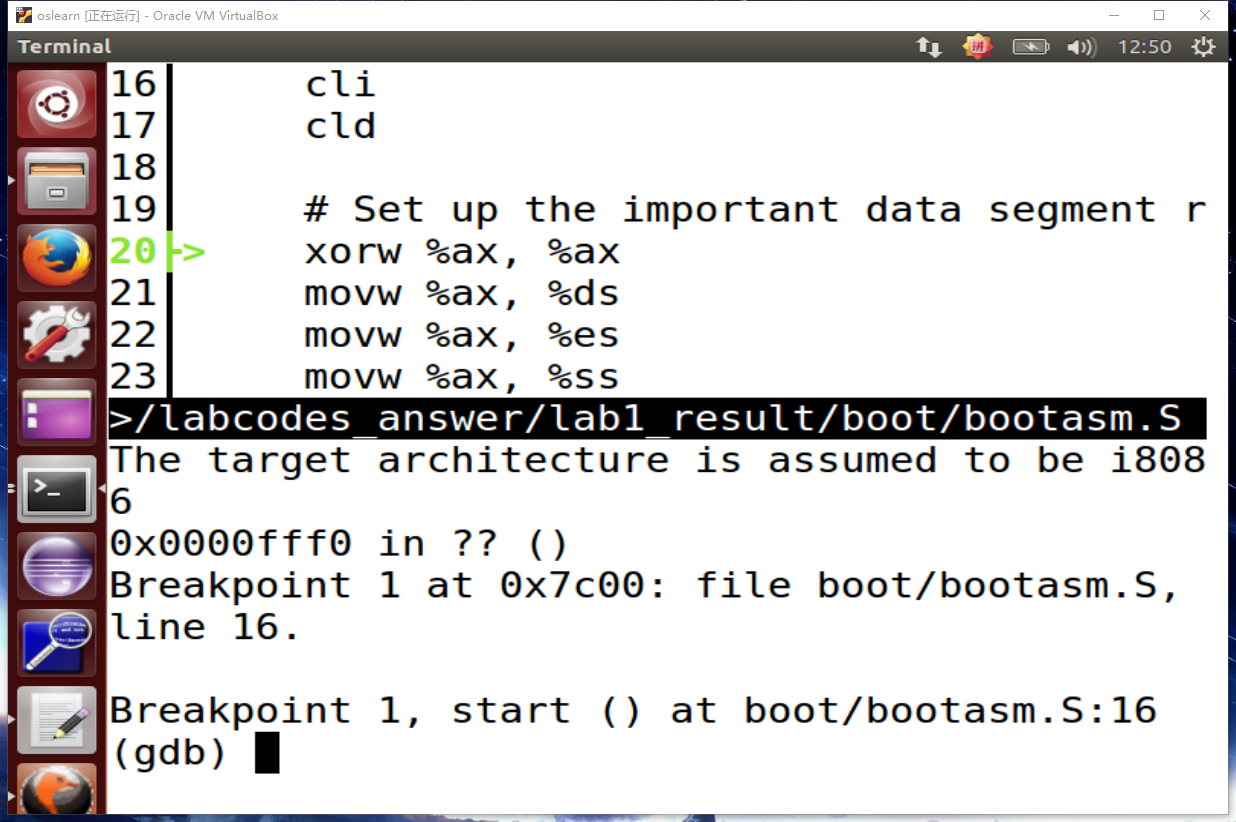 oslearn [正在运行] - Oracle VM VirtualBox
Terminal 拼 12:50
16 cli
17 cld
18
19 # Set up the important data segment r
20 > xorw %ax, %ax
21 movw %ax, %ds
22 movw %ax, %es
23 movw %ax, %ss
>/labcodes_answer/lab1_result/boot/bootasm.S
The target architecture is assumed to be i808
6
0x0000fff0 in ?? ()
Breakpoint 1 at 0x7c00: file boot/bootasm.S,
line 16.
Breakpoint 1, start () at boot/bootasm.S:16
(gdb)